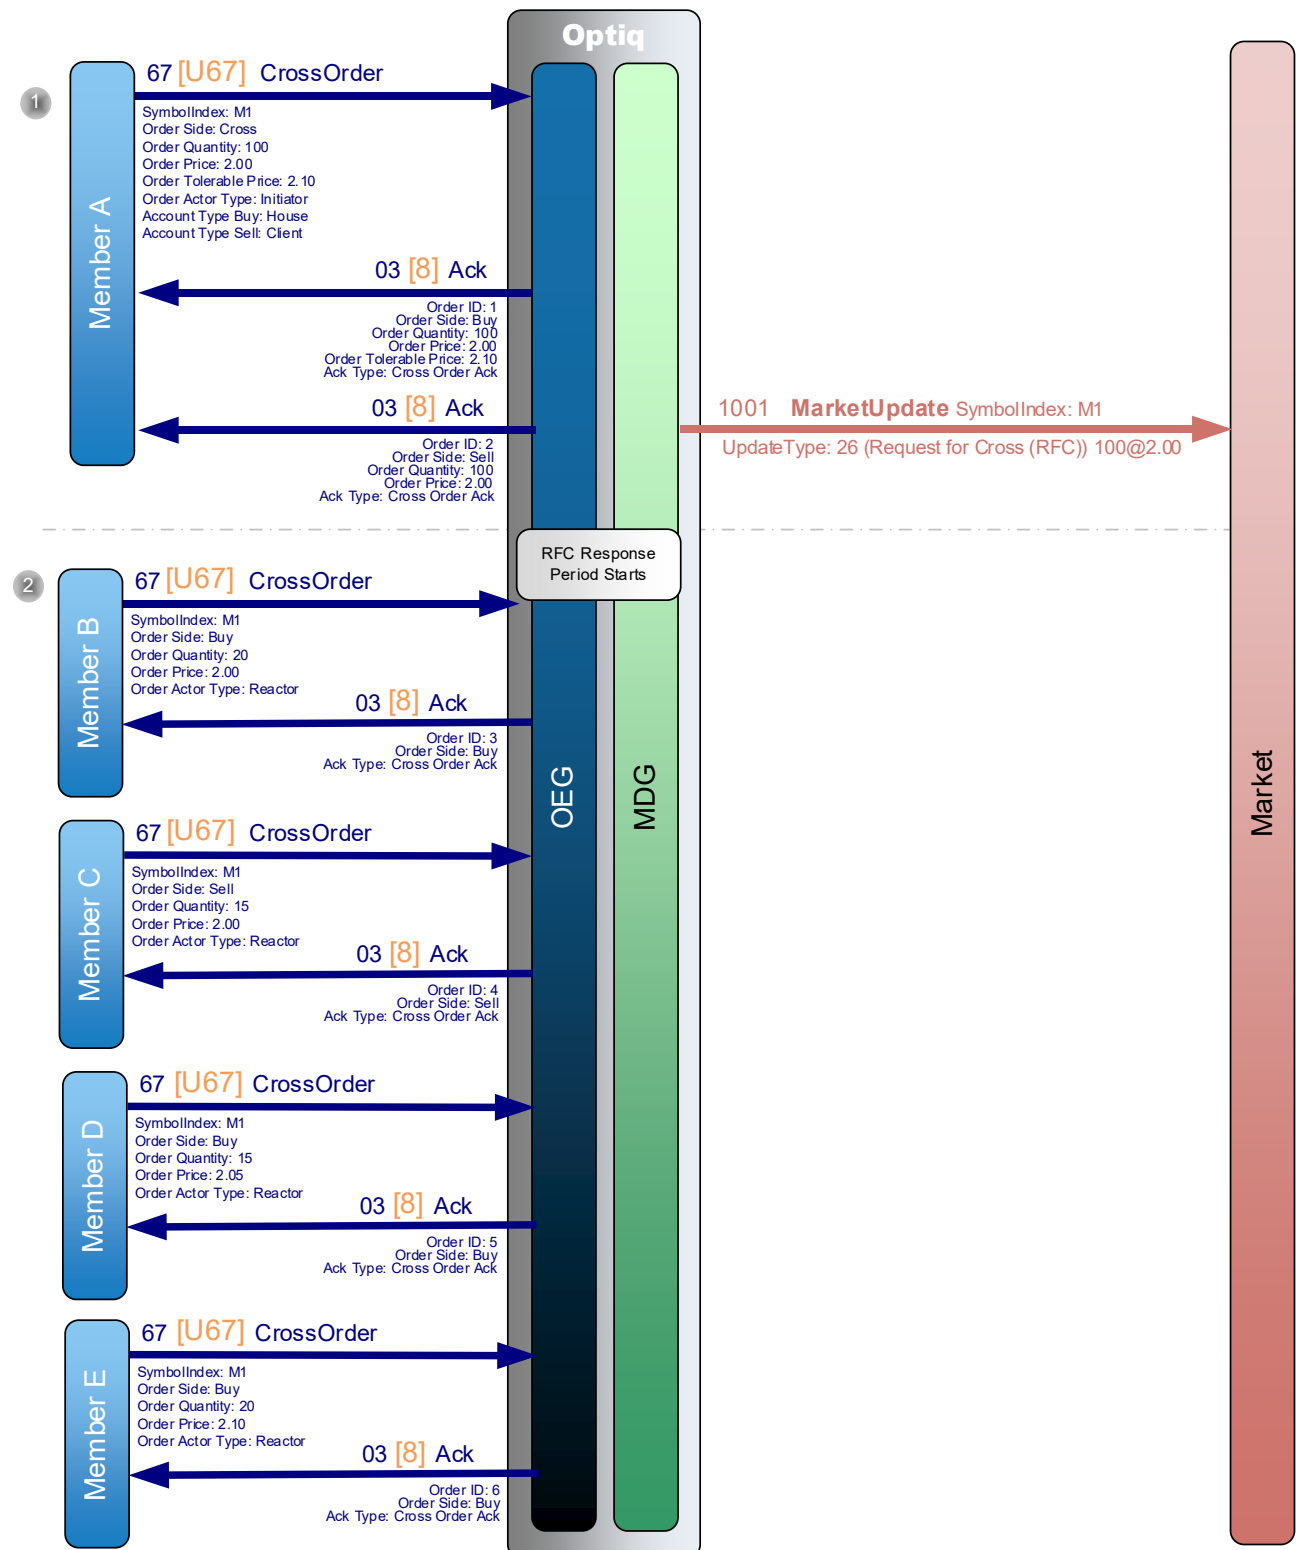 Optiq
1
Member A
67 [U67] CrossOrder
SymbolIndex: M1
Order Side: Cross
Order Quantity: 100
Order Price: 2.00
Order Tolerable Price: 2.10
Order Actor Type: Initiator
Account Type Buy: House
Account Type Sell: Client
03 [8] Ack
Order ID: 1
Order Side: Buy
Order Quantity: 100
Order Price: 2.00
Order Tolerable Price: 2.10
Ack Type: Cross Order Ack
03 [8] Ack
Order ID: 2
Order Side: Sell
Order Quantity: 100
Order Price: 2.00
Ack Type: Cross Order Ack
1001 MarketUpdate SymbolIndex: M1
UpdateType: 26 (Request for Cross (RFC)) 100@2.00
RFC Response
Period Starts
2
Member B
67 [U67] CrossOrder
SymbolIndex: M1
Order Side: Buy
Order Quantity: 20
Order Price: 2.00
Order Actor Type: Reactor
03 [8] Ack
Order ID: 3
Order Side: Buy
Ack Type: Cross Order Ack
OEG
MDG
Market
Member C
67 [U67] CrossOrder
SymbolIndex: M1
Order Side: Sell
Order Quantity: 15
Order Price: 2.00
Order Actor Type: Reactor
03 [8] Ack
Order ID: 4
Order Side: Sell
Ack Type: Cross Order Ack
Member D
67 [U67] CrossOrder
SymbolIndex: M1
Order Side: Buy
Order Quantity: 15
Order Price: 2.05
Order Actor Type: Reactor
03 [8] Ack
Order ID: 5
Order Side: Buy
Ack Type: Cross Order Ack
Member E
67 [U67] CrossOrder
SymbolIndex: M1
Order Side: Buy
Order Quantity: 20
Order Price: 2.10
Order Actor Type: Reactor
03 [8] Ack
Order ID: 6
Order Side: Buy
Ack Type: Cross Order Ack